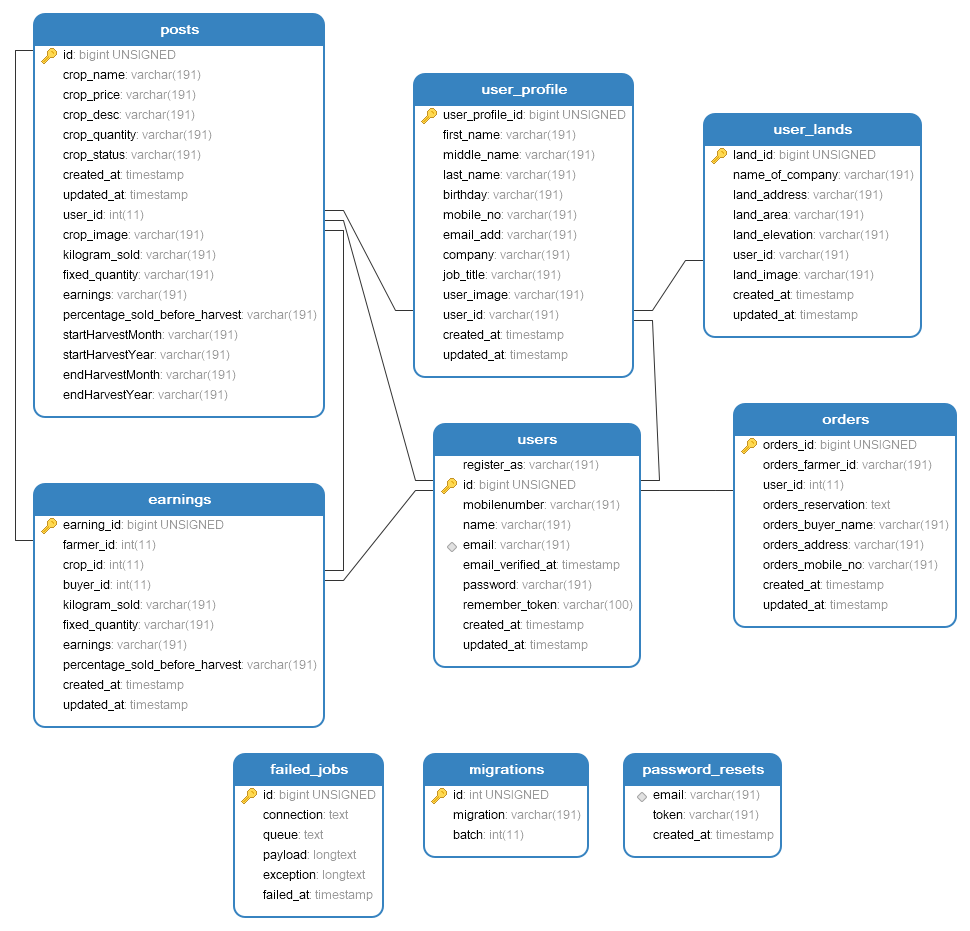 posts
id: bigint UNSIGNED
crop_name: varchar(191)
crop_price: varchar(191)
crop_desc: varchar(191)
crop_quantity: varchar(191)
crop_status: varchar(191)
created_at: timestamp
updated_at: timestamp
user_id: int(11)
crop_image: varchar(191)
kilogram_sold: varchar(191)
fixed_quantity: varchar(191)
earnings: varchar(191)
percentage_sold_before_harvest: varchar(191)
startHarvestMonth: varchar(191)
startHarvestYear: varchar(191)
endHarvestMonth: varchar(191)
endHarvestYear: varchar(191)
user_profile
user_profile_id: bigint UNSIGNED
first_name: varchar(191)
middle_name: varchar(191)
last_name: varchar(191)
birthday: varchar(191)
mobile_no: varchar(191)
email_add: varchar(191)
company: varchar(191)
job_title: varchar(191)
user_image: varchar(191)
user_id: varchar(191)
created_at: timestamp
updated_at: timestamp
user_lands
land_id: bigint UNSIGNED
name_of_company: varchar(191)
land_address: varchar(191)
land_area: varchar(191)
land_elevation: varchar(191)
user_id: varchar(191)
land_image: varchar(191)
created_at: timestamp
updated_at: timestamp
earnings
earning_id: bigint UNSIGNED
farmer_id: int(11)
crop_id: int(11)
buyer_id: int(11)
kilogram_sold: varchar(191)
fixed_quantity: varchar(191)
earnings: varchar(191)
percentage_sold_before_harvest: varchar(191)
created_at: timestamp
updated_at: timestamp
users
register_as: varchar(191)
id: bigint UNSIGNED
mobilenumber: varchar(191)
name: varchar(191)
email: varchar(191)
email_verified_at: timestamp
password: varchar(191)
remember_token: varchar(100)
created_at: timestamp
updated_at: timestamp
orders
orders_id: bigint UNSIGNED
orders_farmer_id: varchar(191)
user_id: int(11)
orders_reservation: text
orders_buyer_name: varchar(191)
orders_address: varchar(191)
orders_mobile_no: varchar(191)
created_at: timestamp
updated_at: timestamp
failed_jobs
id: bigint UNSIGNED
connection: text
queue: text
payload: longtext
exception: longtext
failed_at: timestamp
migrations
id: int UNSIGNED
migration: varchar(191)
batch: int(11)
password_resets
email: varchar(191)
token: varchar(191)
created_at: timestamp